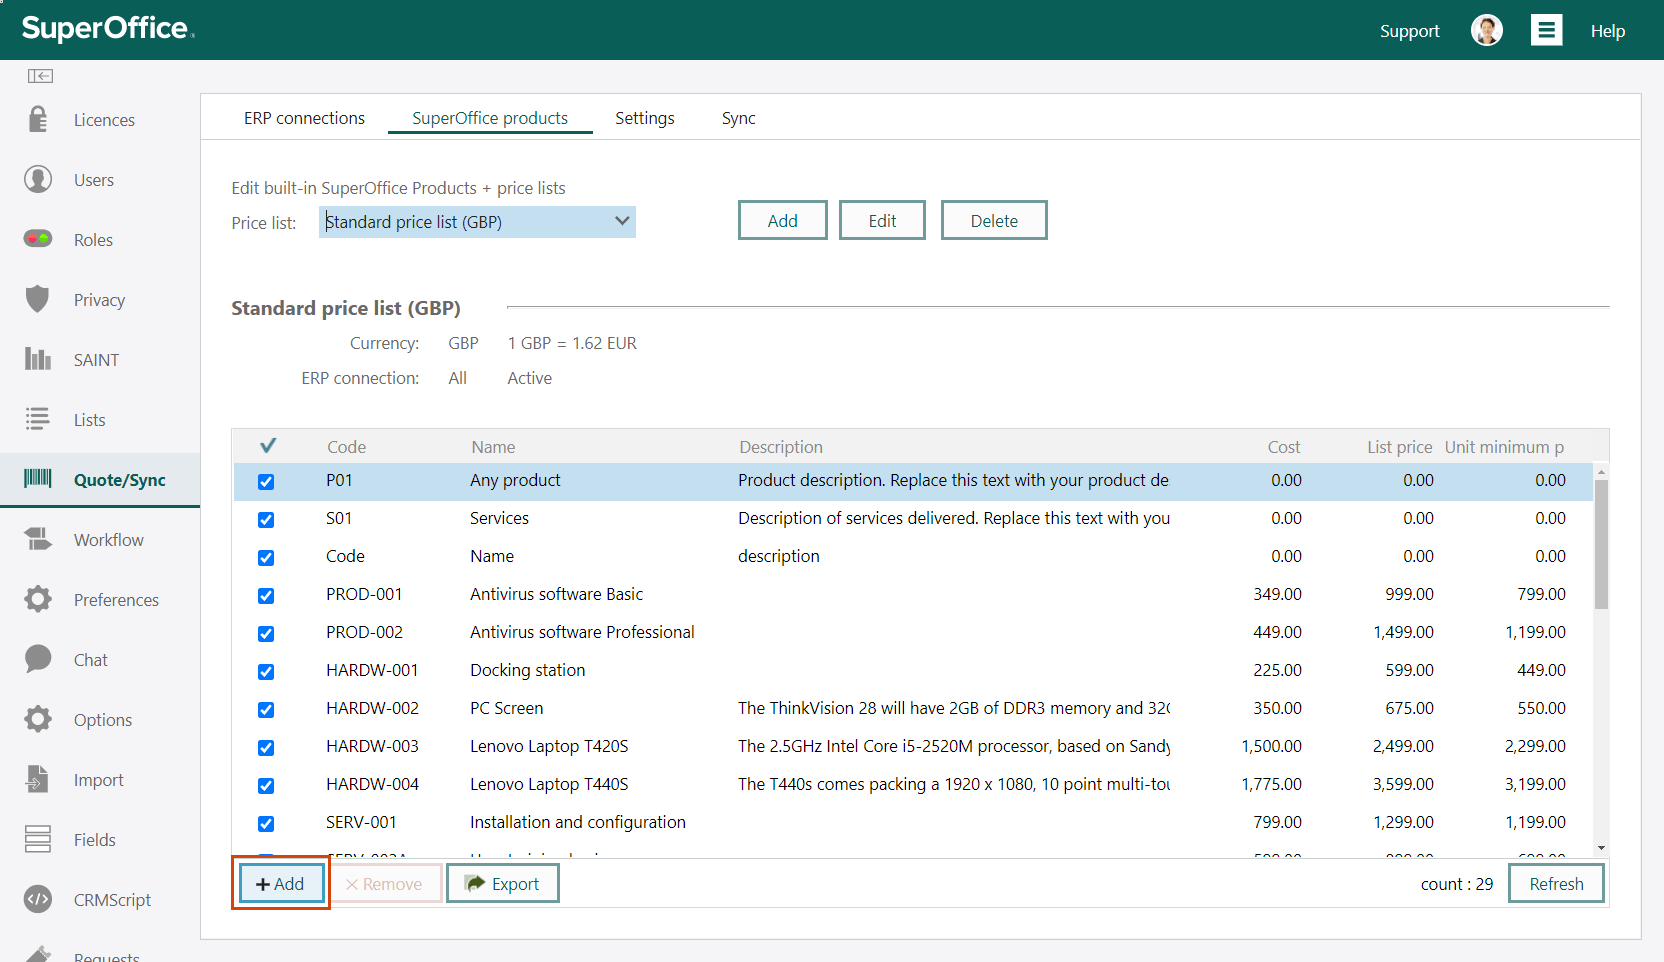 SuperOffice
Support Help
Licences
Users
Roles
Privacy
SAINT
Lists
Quote/Sync
Workflow
Preferences
Chat
Options
Import
Fields
CRMScript
Requests
ERP connections SuperOffice products Settings Sync
Edit built-in SuperOffice Products + price lists
Price list: Standard price list (GBP) Add Edit Delete
Standard price list (GBP)
Currency: GBP 1 GBP = 1.62 EUR
ERP connection: All Active
Code Name Description Cost List price Unit minimum p
P01 Any product Product description. Replace this text with your product de 0.00 0.00 0.00
S01 Services Description of services delivered. Replace this text with you 0.00 0.00 0.00
Code Name description 0.00 0.00 0.00
PROD-001 Antivirus software Basic 349.00 999.00 799.00
PROD-002 Antivirus software Professional 449.00 1,499.00 1,199.00
HARDW-001 Docking station 225.00 599.00 449.00
HARDW-002 PC Screen The ThinkVision 28 will have 2GB of DDR3 memory and 32G 350.00 675.00 550.00
HARDW-003 Lenovo Laptop T420S The 2.5GHz Intel Core i5-2520M processor, based on Sandy 1,500.00 2,499.00 2,299.00
HARDW-004 Lenovo Laptop T440S The T440s comes packing a 1920 x 1080, 10 point multi-tou 1,775.00 3,599.00 3,199.00
SERV-001 Installation and configuration 799.00 1,299.00 1,199.00
Add Remove Export count : 29 Refresh